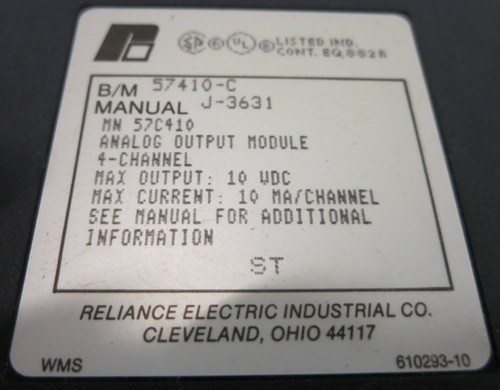 LISTED IND.
CONT. EQ. 882R
B/M 57410-C
MANUAL J-3631
MN 57C410
ANALOG OUTPUT MODULE
4-CHANNEL
MAX OUTPUT: 10 VDC
MAX CURRENT: 10 MA/CHANNEL
SEE MANUAL FOR ADDITIONAL
INFORMATION
ST
RELIANCE ELECTRIC INDUSTRIAL CO.
CLEVELAND, OHIO 44117
WMS 610293-10